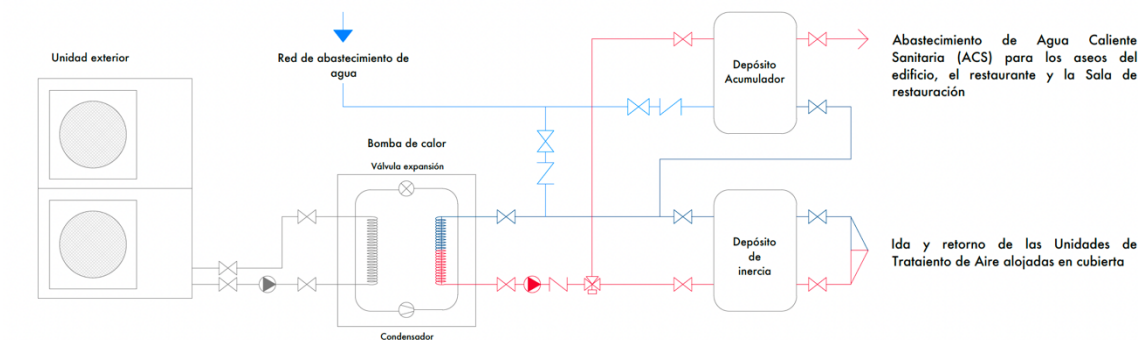 Unidad exterior
Red de abastecimiento de
agua
Bomba de calor
Válvula expansión
Condensador
Depósito
Acumulador
Depósito
de
inercia
Abastecimiento de Agua Caliente
Sanitaria (ACS) para los aseos del
edificio, el restaurante y la Sala de
restauración
Ida y retorno de las Unidades de
Trataiento de Aire alojadas en cubierta